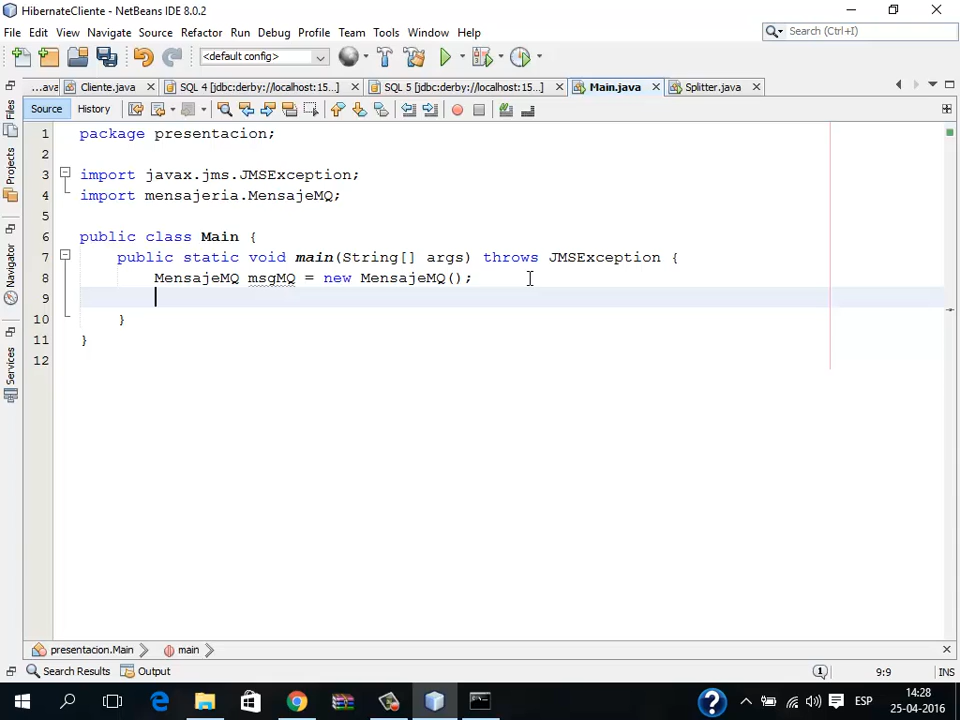 HibernateCliente - NetBeans IDE 8.0.2
File Edit View Navigate Source Refactor Run Debug Profile Team Tools Window Help
Search (Ctrl+I)
<default config>
...ava Cliente.java SQL 4 [jdbc:derby://localhost:15...] SQL 5 [jdbc:derby://localhost:15...] Main.java Splitter.java
Source History
Files
Projects
Navigator
Services
1 package presentacion;
2
3 import javax.jms.JMSException;
4 import mensajeria.MensajeMQ;
5
6 public class Main {
7 public static void main(String[] args) throws JMSException {
8 MensajeMQ msgMQ = new MensajeMQ();
9
10 }
11 }
12
presentacion.Main main
Search Results Output
1 9:9 INS
ESP
14:28
25-04-2016